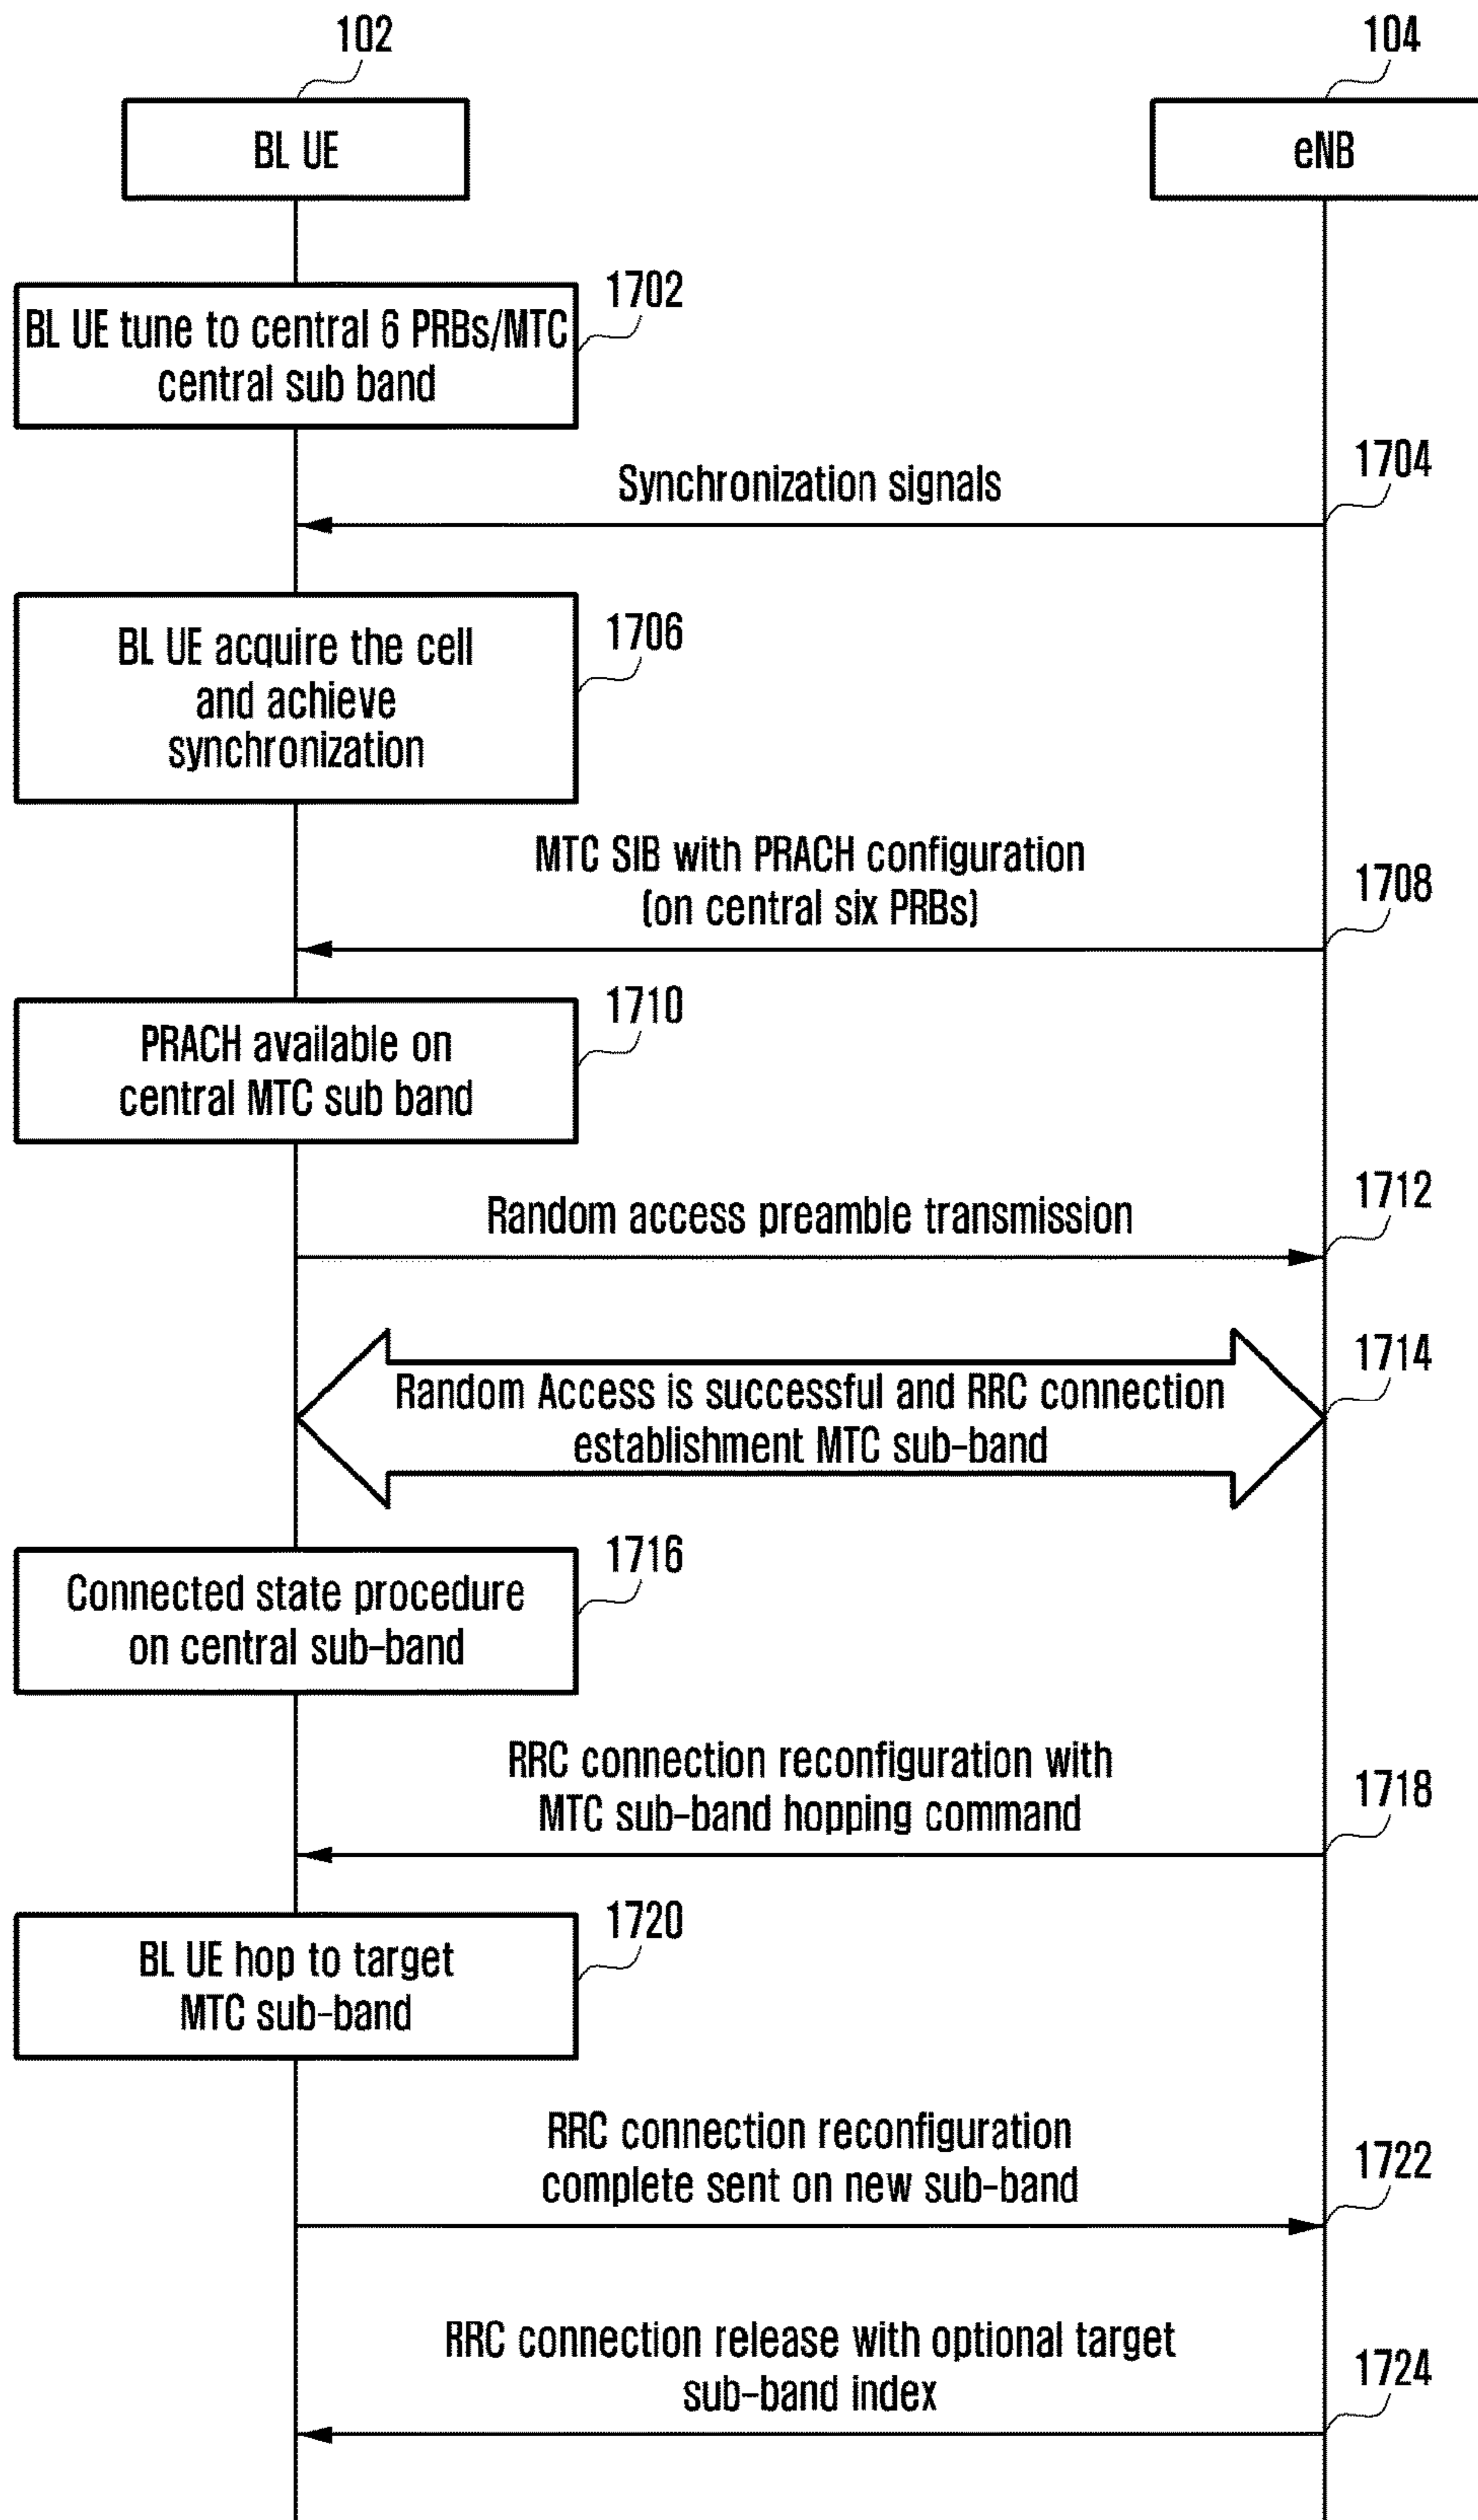 102
104
BL UE
eNB
1702
BL UE tune to central 6 PRBs/MTC
central sub band
1704
Synchronization signals
1706
BL UE acquire the cell
and achieve
synchronization
MTC SIB with PRACH configuration
(on central six PRBs)
1708
1710
PRACH available on
central MTC sub band
1712
Random access preamble transmission
1714
Random Access is successful and RRC connection
establishment MTC sub-band
1716
Connected state procedure
on central sub-band
RRC connection reconfiguration with
MTC sub-band hopping command
1718
1720
BL UE hop to target
MTC sub-band
RRC connection reconfiguration
complete sent on new sub-band
1722
RRC connection release with optional target
sub-band index
1724